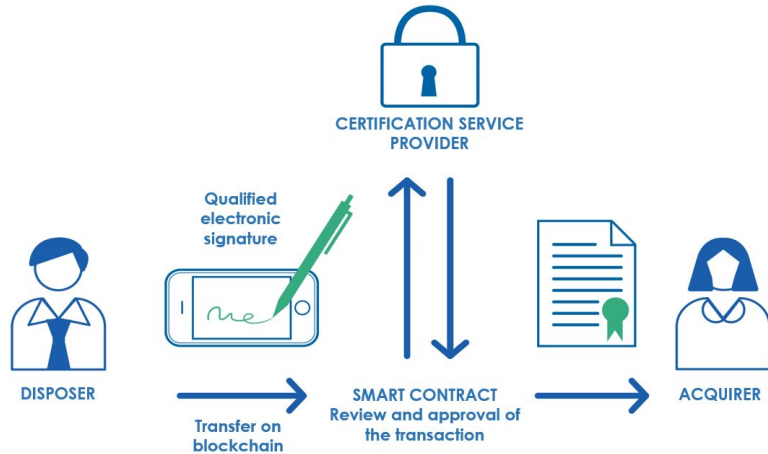 CERTIFICATION SERVICE
PROVIDER
Qualified
electronic
signature
me
DISPOSER
Transfer on
blockchain
SMART CONTRACT
Review and approval of
the transaction
ACQUIRER